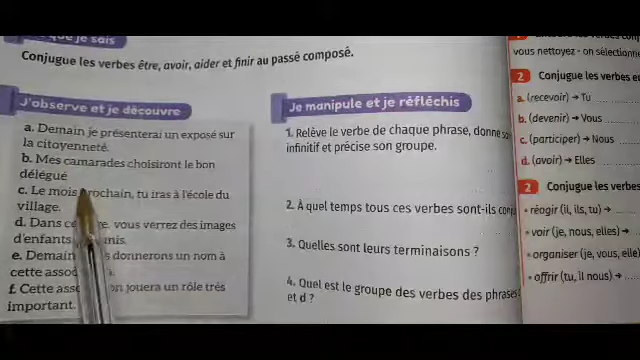 que je sais
Conjugue les verbes être, avoir, aider et finir au passé composé.
J'observe et je découvre
a. Demain je présenterai un exposé sur
la citoyenneté.
b. Mes camarades choisiront le bon
délégué
c. Le mois prochain, tu iras à l'école du
village.
d. Dans ce vous verrez des images
d'enfants
e. Demain donnerons un nom à
cette
f. Cette jouera un rôle très
important.
Je manipule et je réfléchis
1. Relève le verbe de chaque phrase, donne
infinitif et précise son groupe.
2. À quel temps tous ces verbes sont-ils
3. Quelles sont leurs terminaisons ?
4. Quel est le groupe des verbes des phrases
et d ?
vous nettoyez - on sélectionne
2 Conjugue les verbes
a. (recevoir) → Tu
b. (devenir) → Vous
c. (participer) → Nous
d. (avoir) → Elles
2 Conjugue les verbes
• réagir (il, ils, tu) →
• voir (je, nous, elles) →
• organiser (je, vous, elle)
• offrir (tu, il nous) →